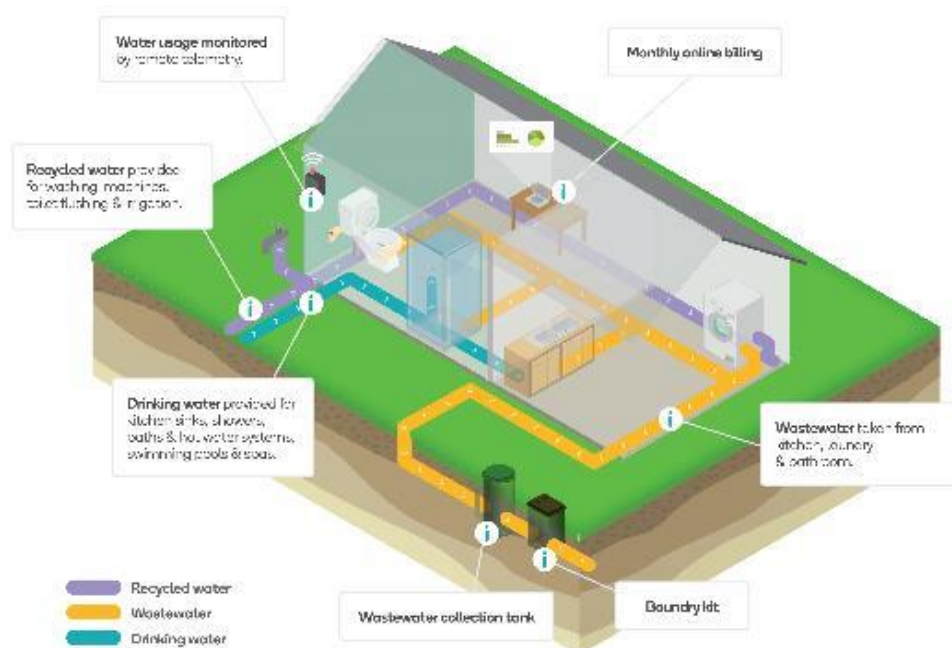 Water usage monitored
by remote telemetry.
Monthly online billing
Recycled water provided
for washing machines,
toilet flushing & irrigation.
Drinking water provided for
kitchen sinks, showers,
baths & hot water systems,
swimming pools & spas.
Wastewater taken from
kitchen, laundry
& bathroom.
Wastewater collection tank
Boundry kit
Recycled water
Wastewater
Drinking water